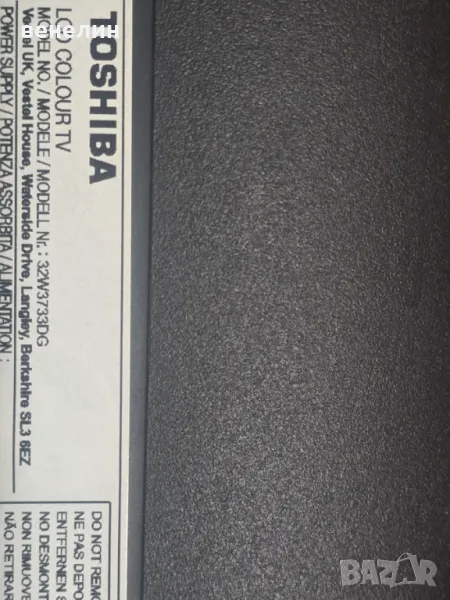 венелин
TOSHIBA
LCD COLOUR TV
MODEL NO./ MODELE / MODELL Nr. : 32W3733DG
Vestel UK, Vestel House, Waterside Drive, Langley, Berkshire SL3 6EZ
POWER SUPPLY / POTENZA ASSORBITA / ALIMENTATION :
DO NOT REMO
NE PAS DEPO
ENTFERNEN S
NO DESMONT
NON RIMUOVE
NÃO RETIRAR
BAZAR